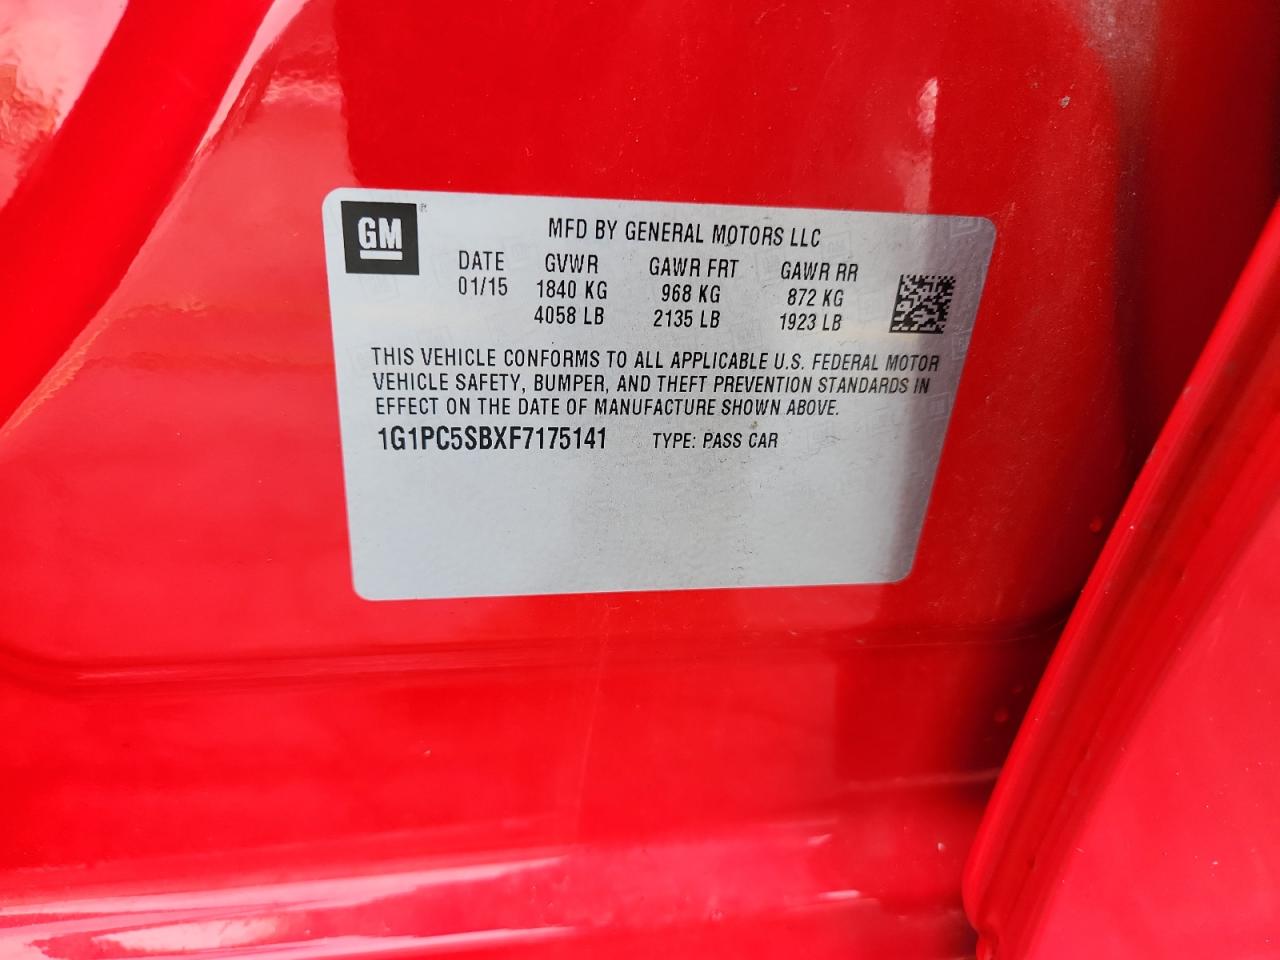 GM
MFD BY GENERAL MOTORS LLC
DATE GVWR GAWR FRT GAWR RR
01/15 1840 KG 968 KG 872 KG
4058 LB 2135 LB 1923 LB
THIS VEHICLE CONFORMS TO ALL APPLICABLE U.S. FEDERAL MOTOR
VEHICLE SAFETY, BUMPER, AND THEFT PREVENTION STANDARDS IN
EFFECT ON THE DATE OF MANUFACTURE SHOWN ABOVE.
1G1PC5SBXF7175141 TYPE: PASS CAR